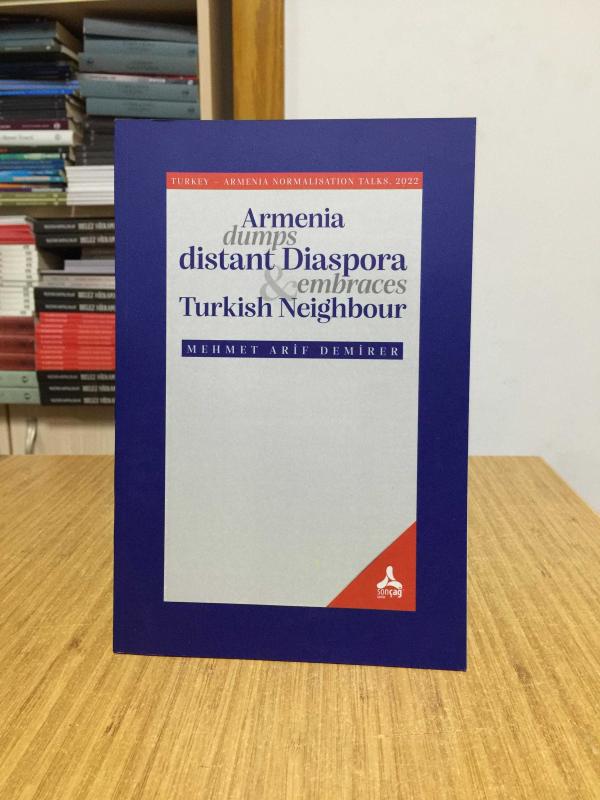 TURKEY – ARMENIA NORMALISATION TALKS, 2022
Armenia
dumps
distant Diaspora
& embraces
Turkish Neighbour
MEHMET ARİF DEMİRER
sonçağ